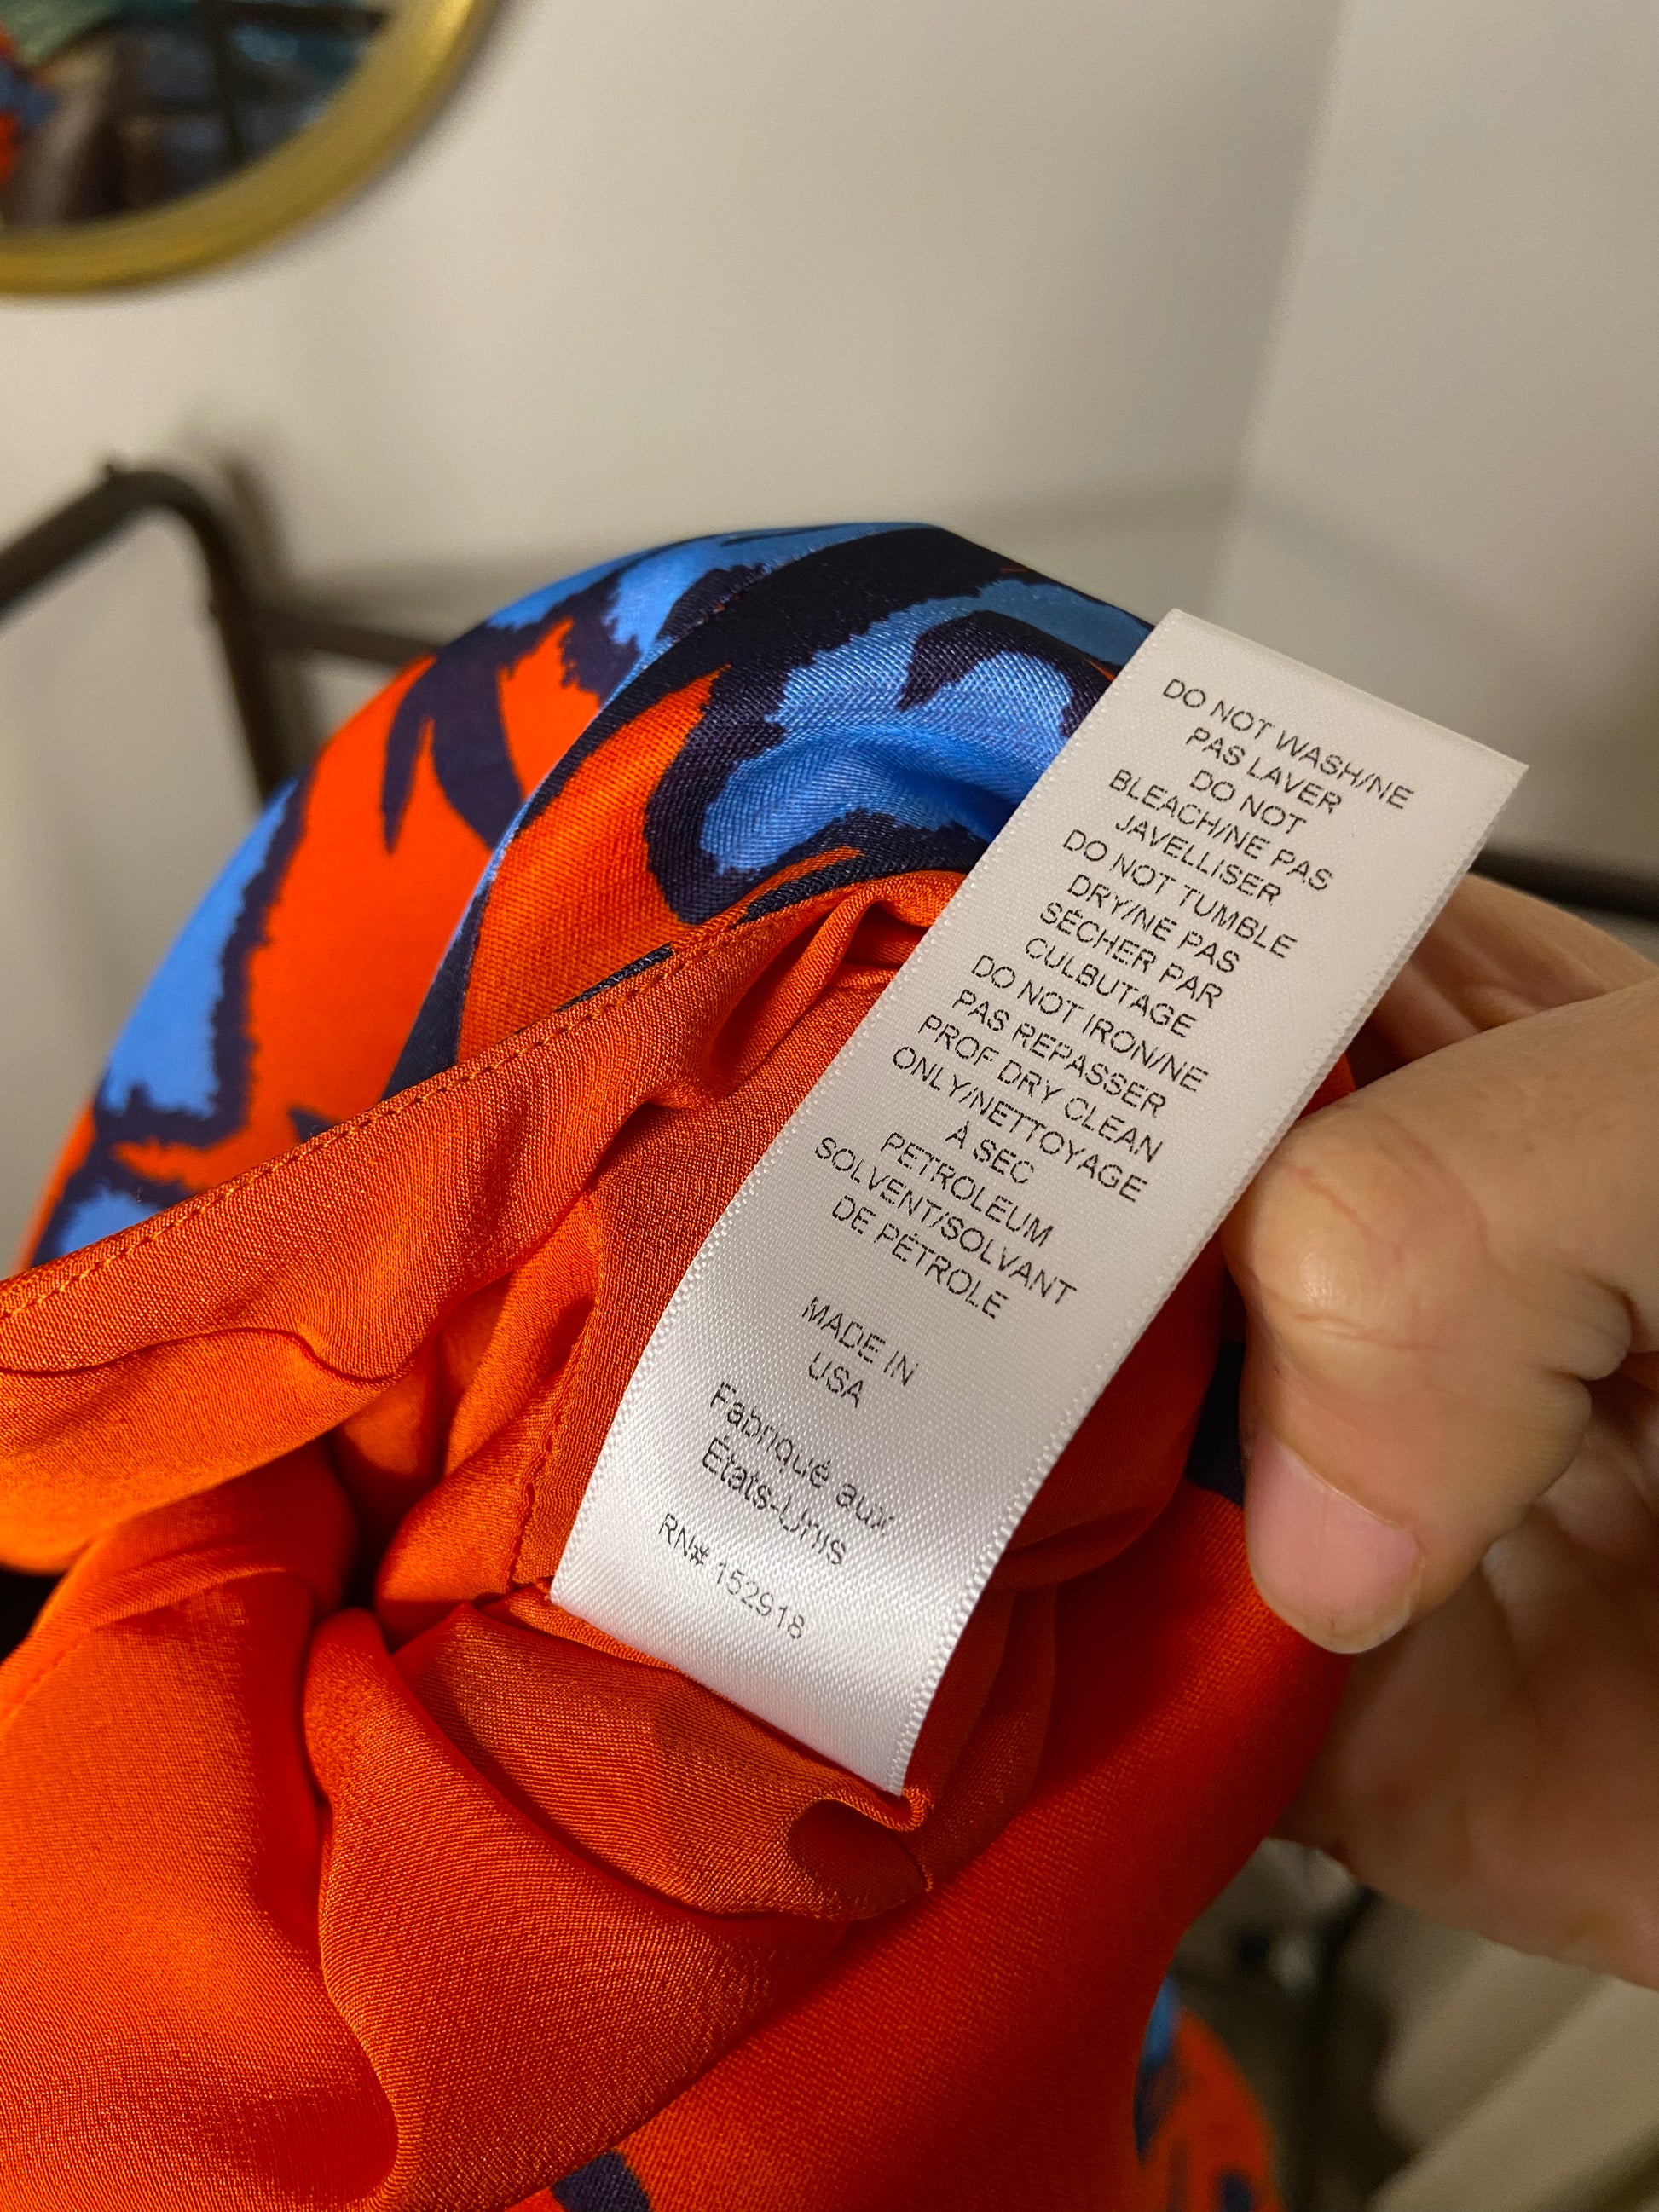 DO NOT WASH/NE
PAS LAVER
DO NOT
BLEACH/NE PAS
JAVELLISER
DO NOT TUMBLE
DRY/NE PAS
SÉCHER PAR
CULBUTAGE
DO NOT IRON/NE
PAS REPASSER
PROF DRY CLEAN
ONLY/NETTOYAGE
À SEC
PETROLEUM
SOLVENT/SOLVANT
DE PÉTROLE
MADE IN
USA
Fabriqué aux
États-Unis
RN# 152918